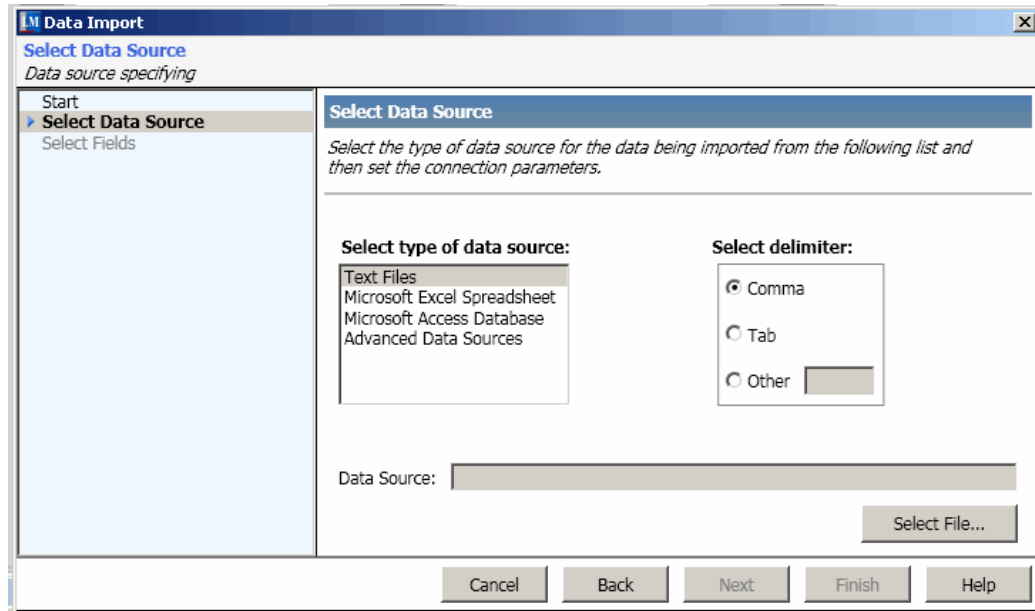 LM Data Import
Select Data Source
Data source specifying
Start
Select Data Source
Select Fields
Select Data Source
Select the type of data source for the data being imported from the following list and
then set the connection parameters.
Select type of data source:
Text Files
Microsoft Excel Spreadsheet
Microsoft Access Database
Advanced Data Sources
Select delimiter:
Comma
Tab
Other
Data Source:
Select File...
Cancel Back Next Finish Help